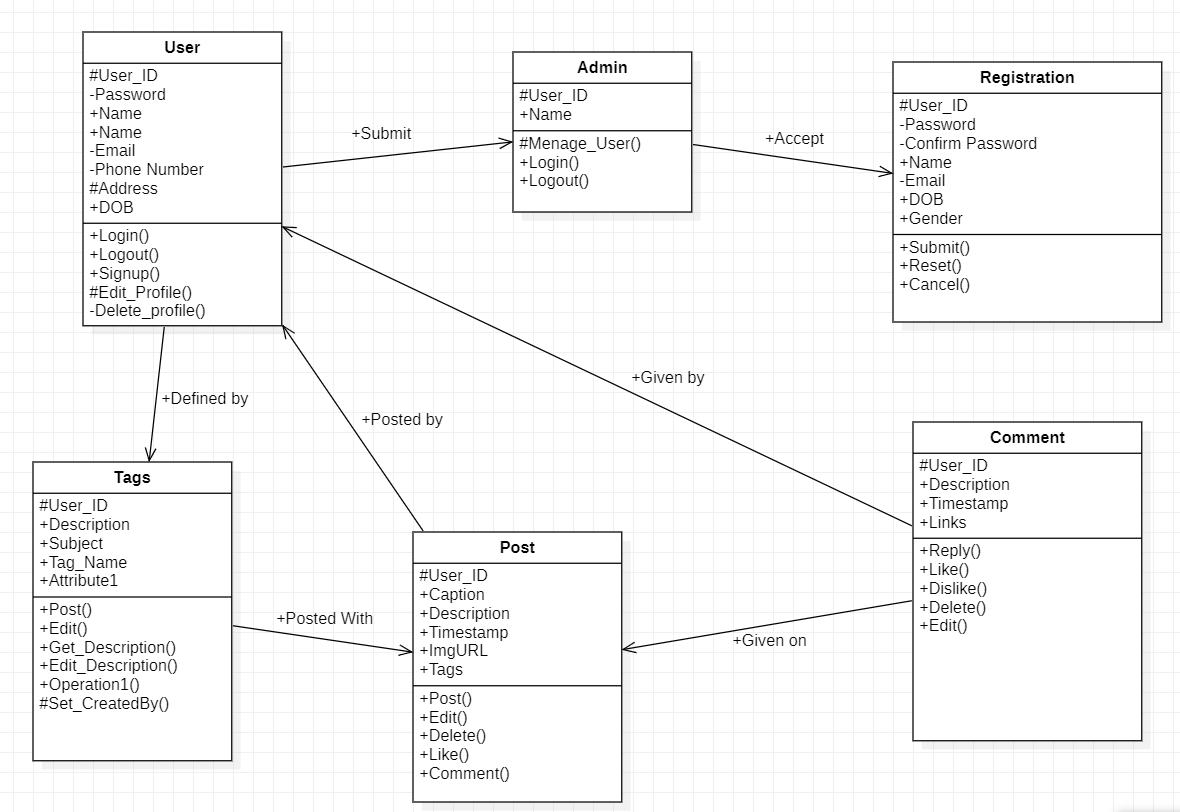 User
#User_ID
-Password
+Name
+Name
-Email
-Phone Number
#Address
+DOB
+Login()
+Logout()
+Signup()
#Edit_Profile()
-Delete_profile()
+Submit
Admin
#User_ID
+Name
#Menage_User()
+Login()
+Logout()
+Accept
Registration
#User_ID
-Password
-Confirm Password
+Name
-Email
+DOB
+Gender
+Submit()
+Reset()
+Cancel()
+Defined by
+Posted by
+Given by
Tags
#User_ID
+Description
+Subject
+Tag_Name
+Attribute1
+Post()
+Edit()
+Get_Description()
+Edit_Description()
+Operation1()
#Set_CreatedBy()
+Posted With
Post
#User_ID
+Caption
+Description
+Timestamp
+ImgURL
+Tags
+Post()
+Edit()
+Delete()
+Like()
+Comment()
+Given on
Comment
#User_ID
+Description
+Timestamp
+Links
+Reply()
+Like()
+Dislike()
+Delete()
+Edit()